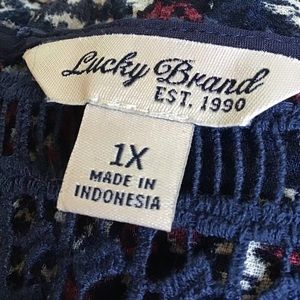 Lucky Brand
EST. 1990
1X
MADE IN
INDONESIA